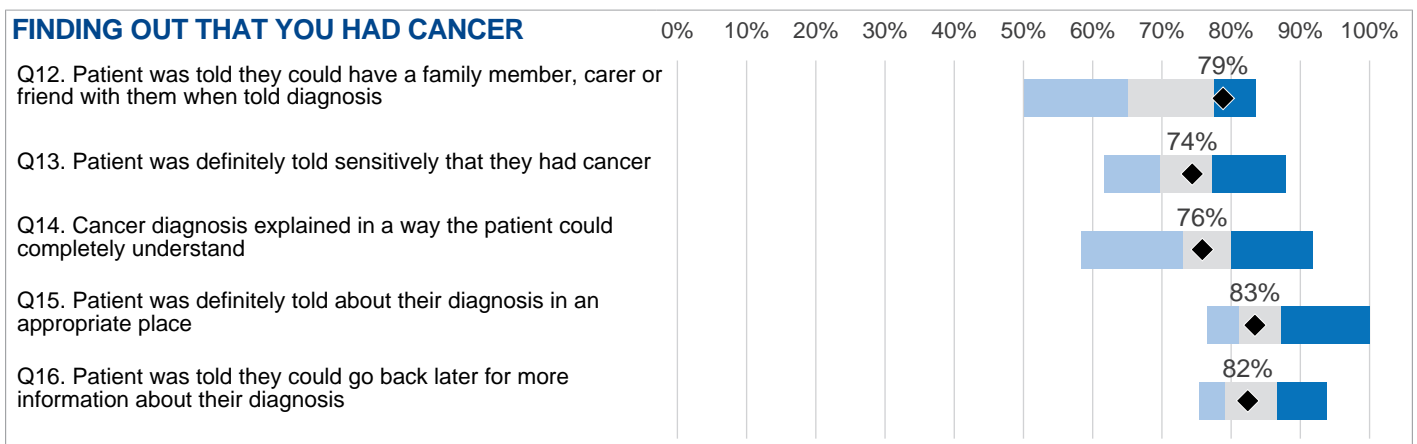 FINDING OUT THAT YOU HAD CANCER
0% 10% 20% 30% 40% 50% 60% 70% 80% 90% 100%
Q12. Patient was told they could have a family member, carer or
friend with them when told diagnosis
79%
Q13. Patient was definitely told sensitively that they had cancer
74%
Q14. Cancer diagnosis explained in a way the patient could
completely understand
76%
Q15. Patient was definitely told about their diagnosis in an
appropriate place
83%
Q16. Patient was told they could go back later for more
information about their diagnosis
82%